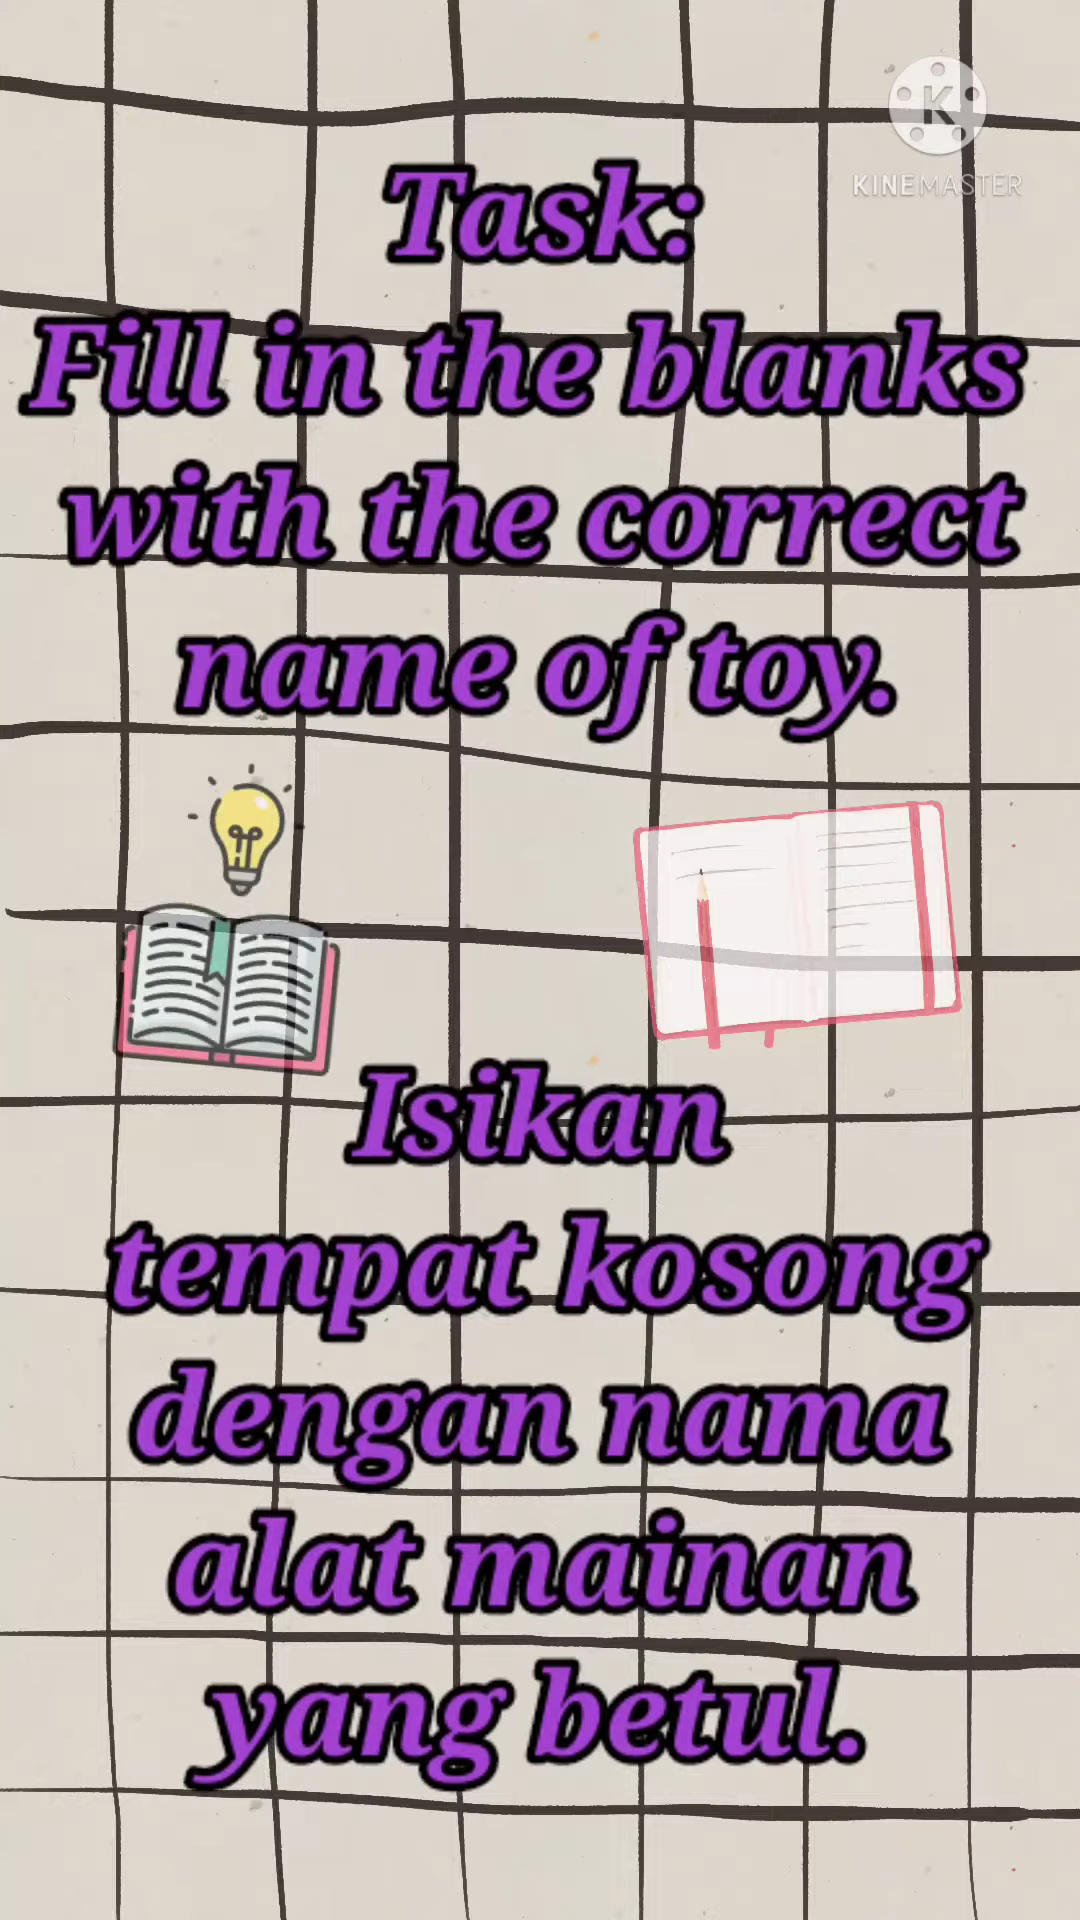 K
KINEMASTER
Task:
Fill in the blanks
with the correct
name of toy.
Isikan
tempat kosong
dengan nama
alat mainan
yang betul.